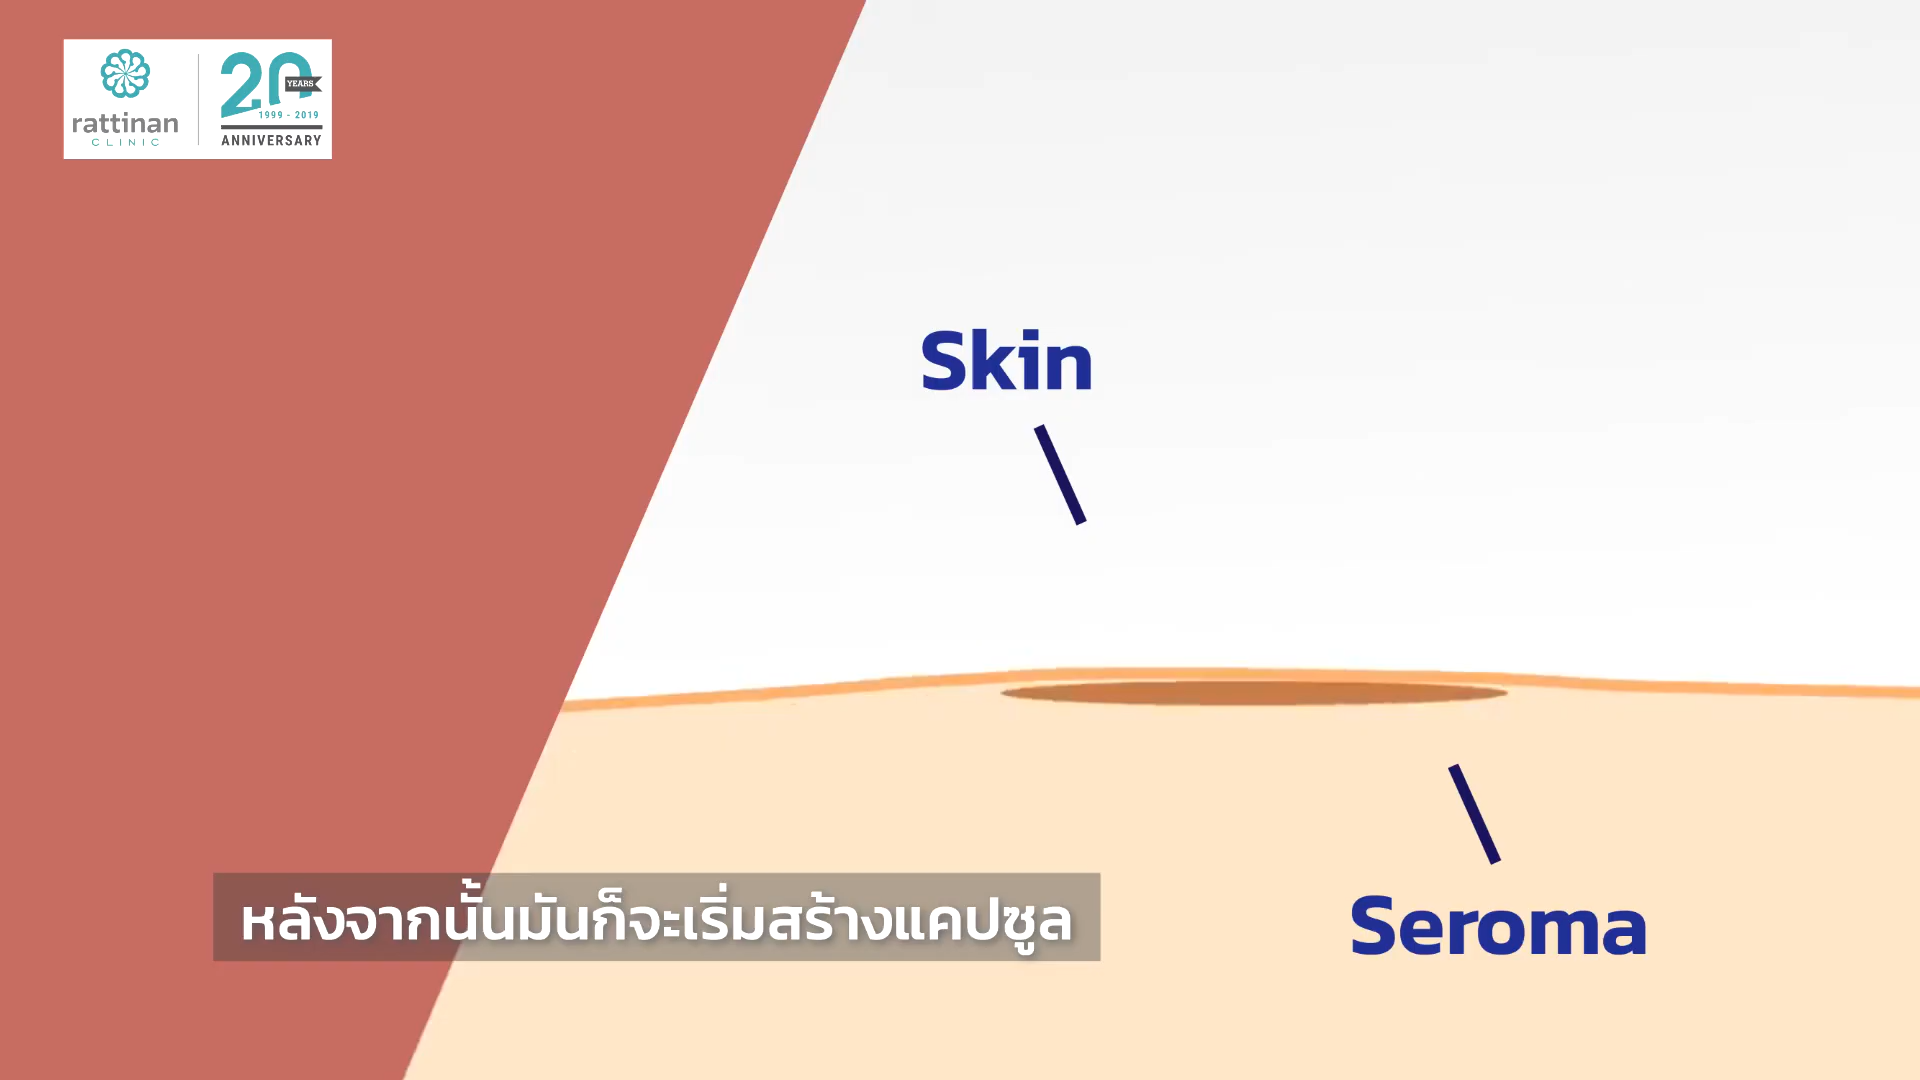 rattinan
CLINIC
20
YEARS
1999 - 2019
ANNIVERSARY
Skin
Seroma
หลังจากนั้นมันก็จะเริ่มสร้างแคปซูล